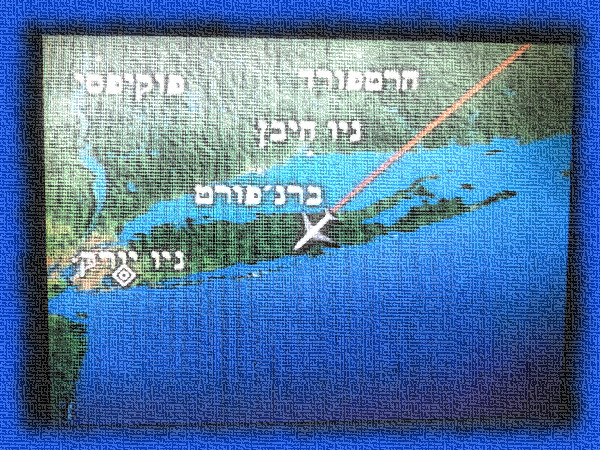 פוקיפסי
הרטפורד
ניו היבן
ברג'פורט
ניו יורק